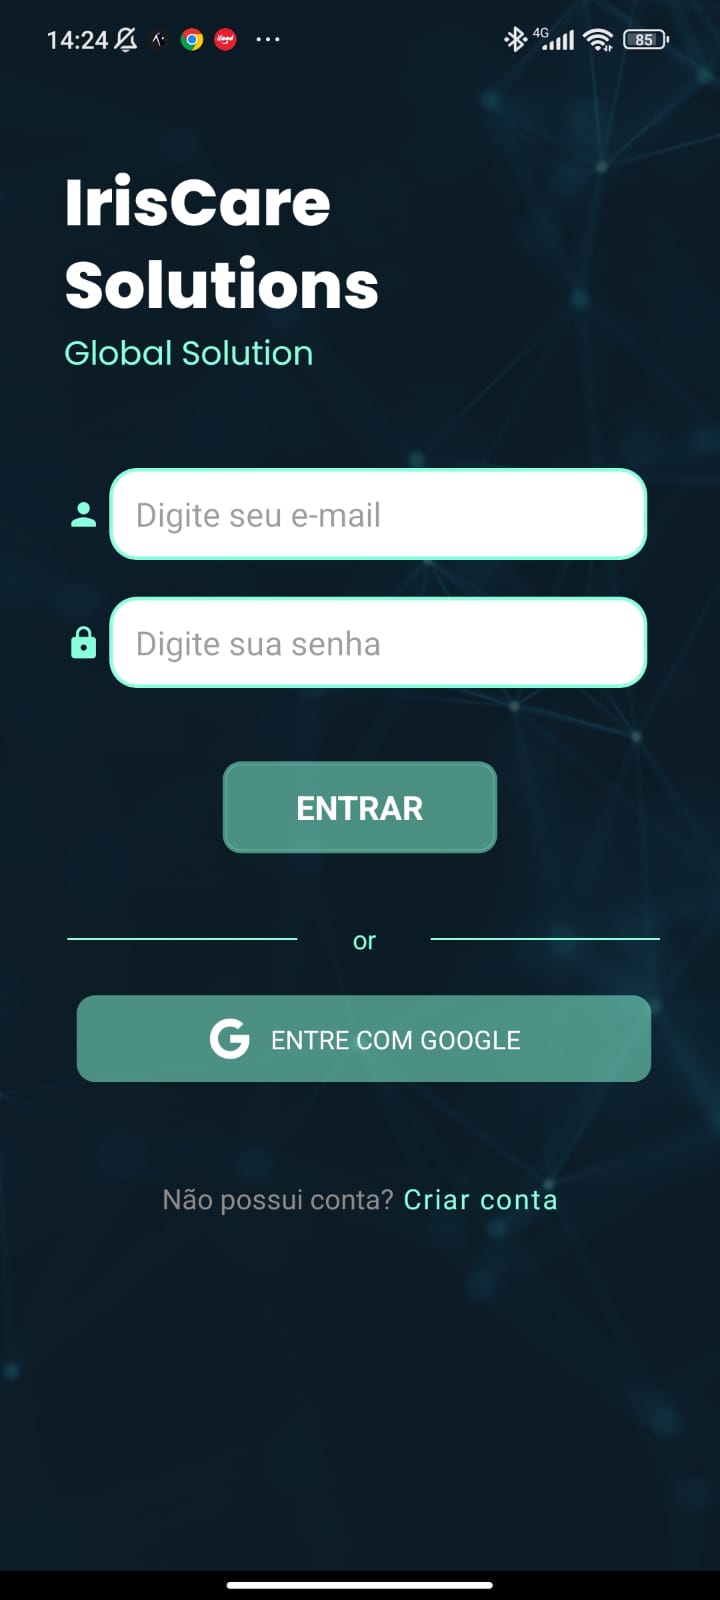 14:24
4G
85
IrisCare
Solutions
Global Solution
Digite seu e-mail
Digite sua senha
ENTRAR
or
G ENTRE COM GOOGLE
Não possui conta? Criar conta